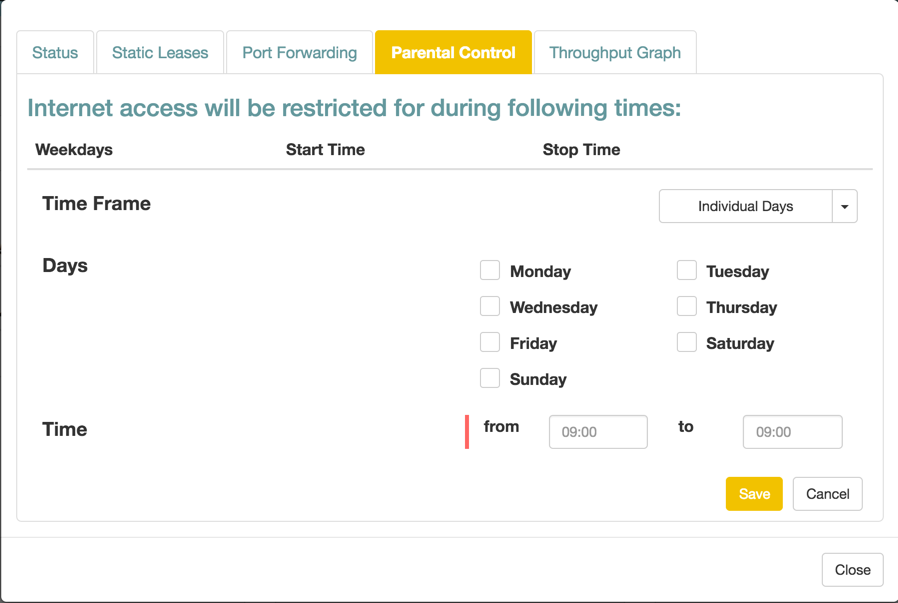 Status Static Leases Port Forwarding Parental Control Throughput Graph
Internet access will be restricted for during following times:
Weekdays Start Time Stop Time
Time Frame Individual Days
Days Monday Tuesday
Wednesday Thursday
Friday Saturday
Sunday
Time from 09:00 to 09:00
Save Cancel
Close